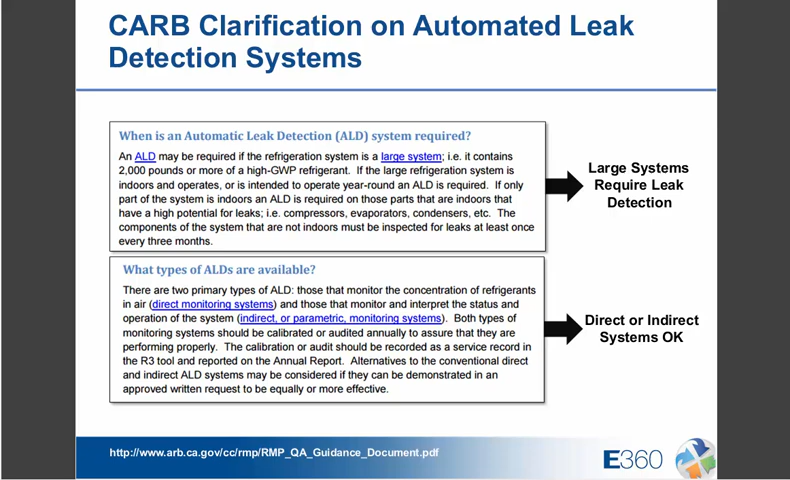 CARB Clarification on Automated Leak
Detection Systems
When is an Automatic Leak Detection (ALD) system required?
An ALD may be required if the refrigeration system is a large system; i.e. it contains
2,000 pounds or more of a high-GWP refrigerant. If the large refrigeration system is
indoors and operates, or is intended to operate year-round an ALD is required. If only
part of the system is indoors an ALD is required on those parts that are indoors that
have a high potential for leaks; i.e. compressors, evaporators, condensers, etc. The
components of the system that are not indoors must be inspected for leaks at least once
every three months.
Large Systems
Require Leak
Detection
What types of ALDs are available?
There are two primary types of ALD: those that monitor the concentration of refrigerants
in air (direct monitoring systems) and those that monitor and interpret the status and
operation of the system (indirect, or parametric, monitoring systems). Both types of
monitoring systems should be calibrated or audited annually to assure that they are
performing properly. The calibration or audit should be recorded as a service record in
the R3 tool and reported on the Annual Report. Alternatives to the conventional direct
and indirect ALD systems may be considered if they can be demonstrated in an
approved written request to be equally or more effective.
Direct or Indirect
Systems OK
http://www.arb.ca.gov/cc/rmp/RMP_QA_Guidance_Document.pdf
E360